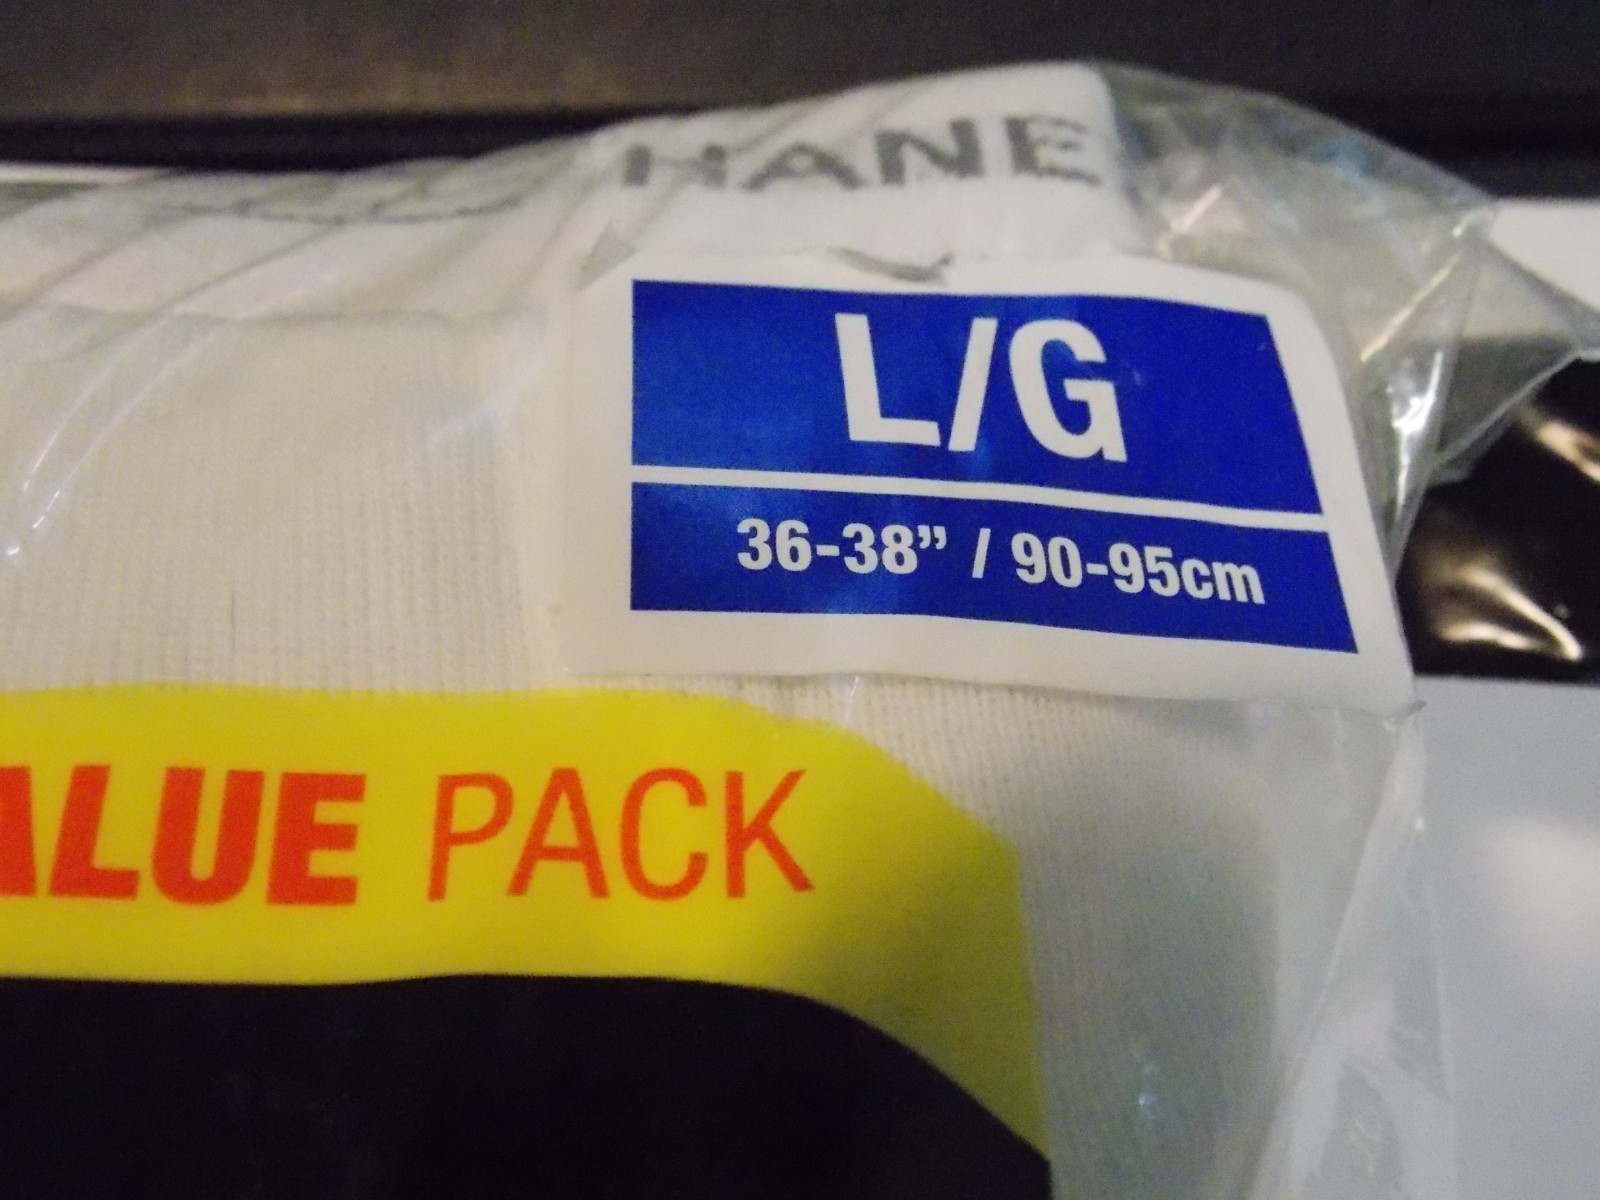 HANE
L/G
36-38” / 90-95cm
ALUE PACK